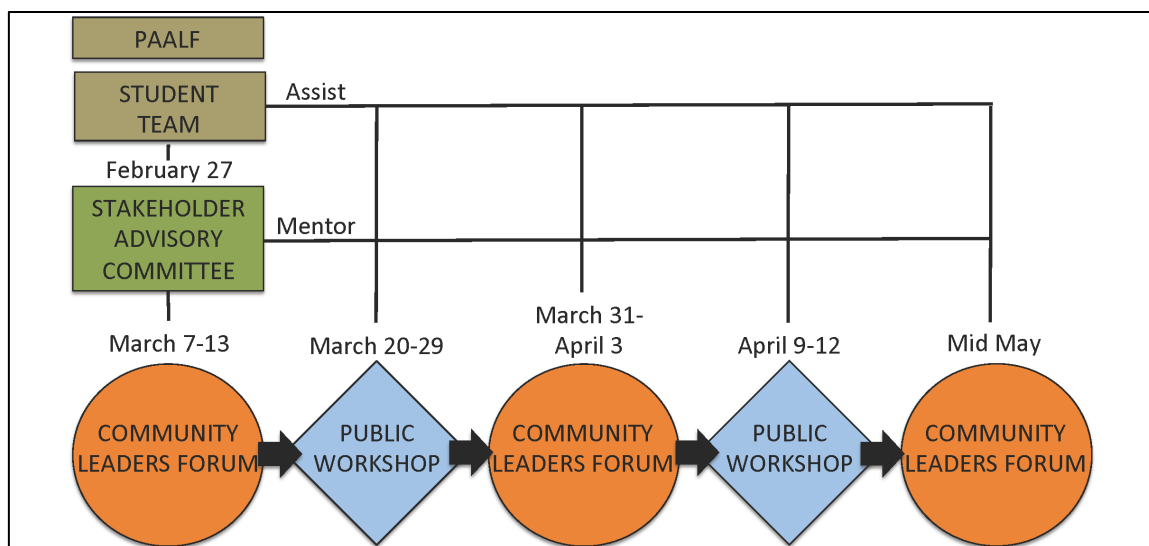 PAALF
STUDENT
TEAM
Assist
February 27
STAKEHOLDER
ADVISORY
COMMITTEE
Mentor
March 7-13
March 20-29
March 31-
April 3
April 9-12
Mid May
COMMUNITY
LEADERS FORUM
PUBLIC
WORKSHOP
COMMUNITY
LEADERS FORUM
PUBLIC
WORKSHOP
COMMUNITY
LEADERS FORUM